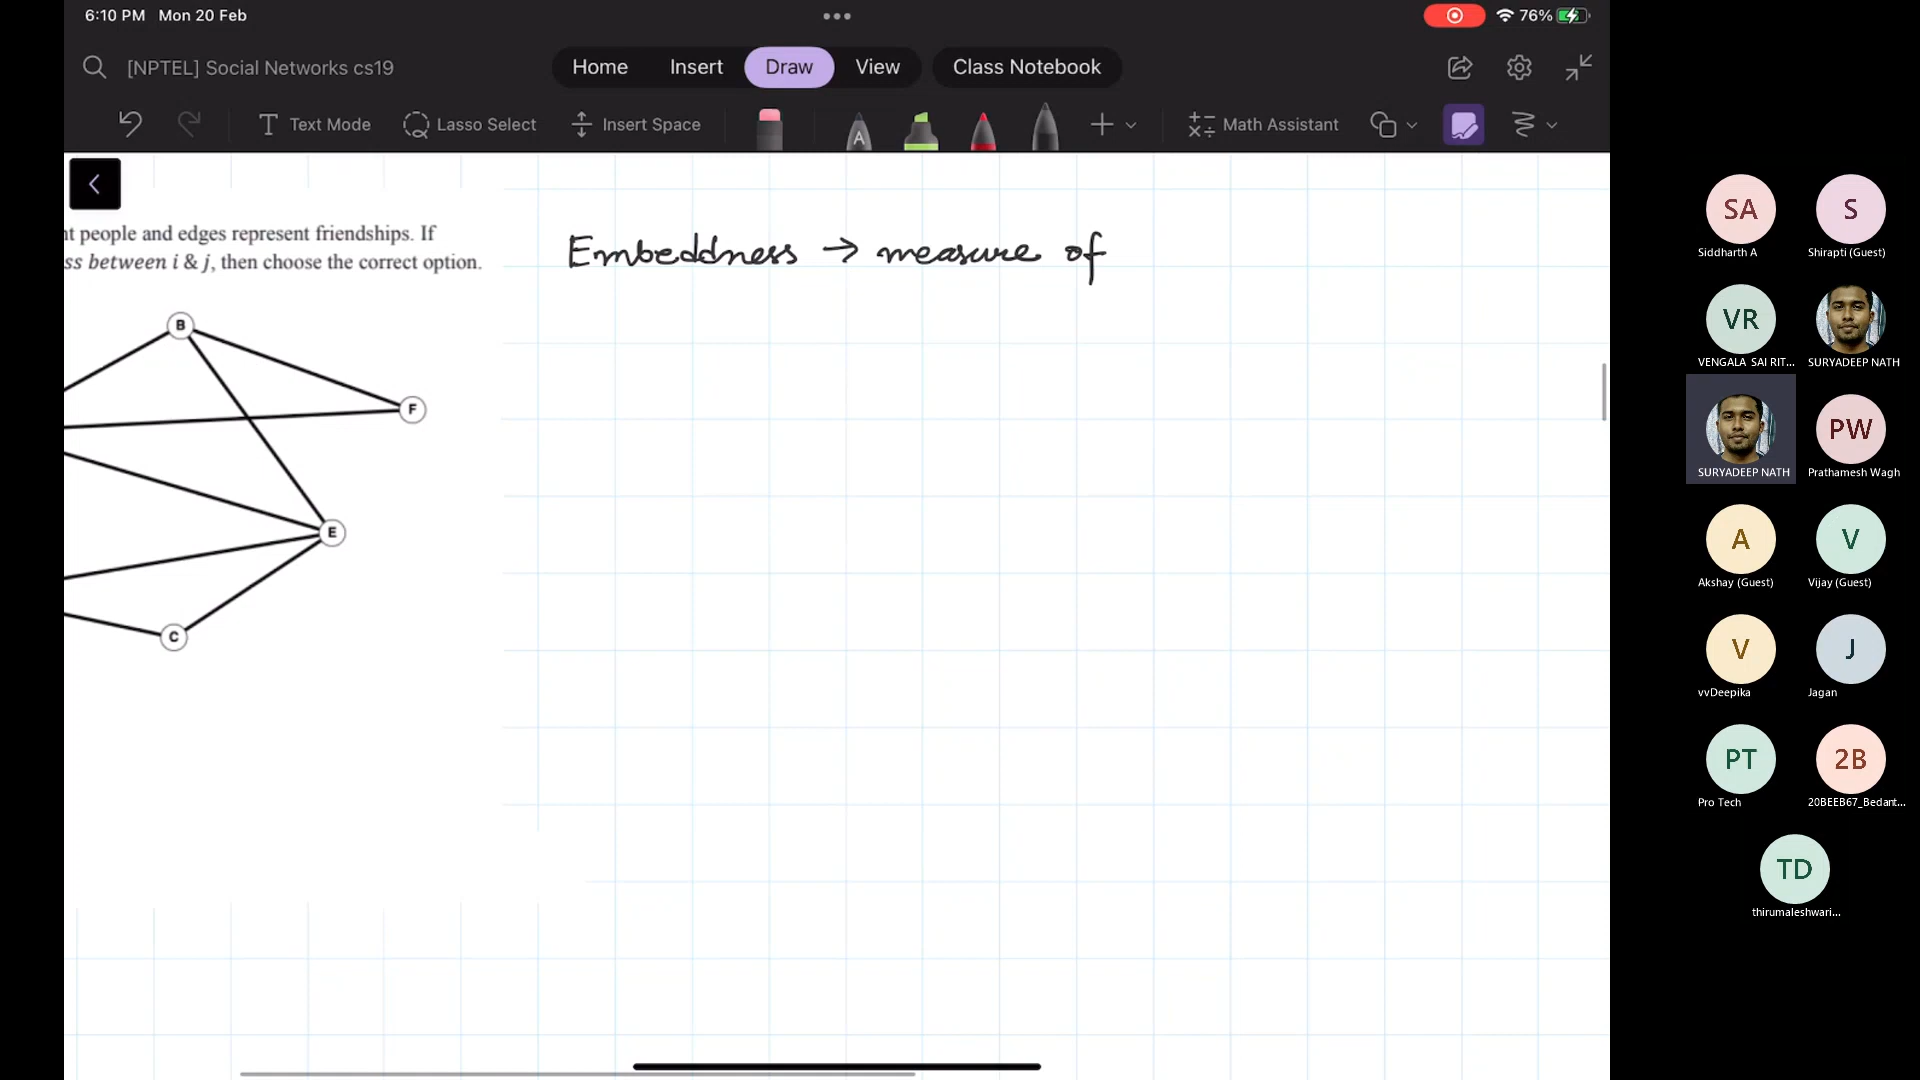 6:10 PM Mon 20 Feb
76%
[NPTEL] Social Networks cs19
Home Insert Draw View Class Notebook
Text Mode Lasso Select Insert Space A Math Assistant
nt people and edges represent friendships. If
ss between i & j, then choose the correct option.
Embeddness → measure of
B
F
E
C
SA S
Siddharth A Shirapti (Guest)
VR
VENGALA SAI RIT... SURYADEEP NATH
PW
SURYADEEP NATH Prathamesh Wagh
A V
Akshay (Guest) Vijay (Guest)
V J
vvDeepika Jagan
PT 2B
Pro Tech 20BEEB67_Bedant...
TD
thirumaleshwari...